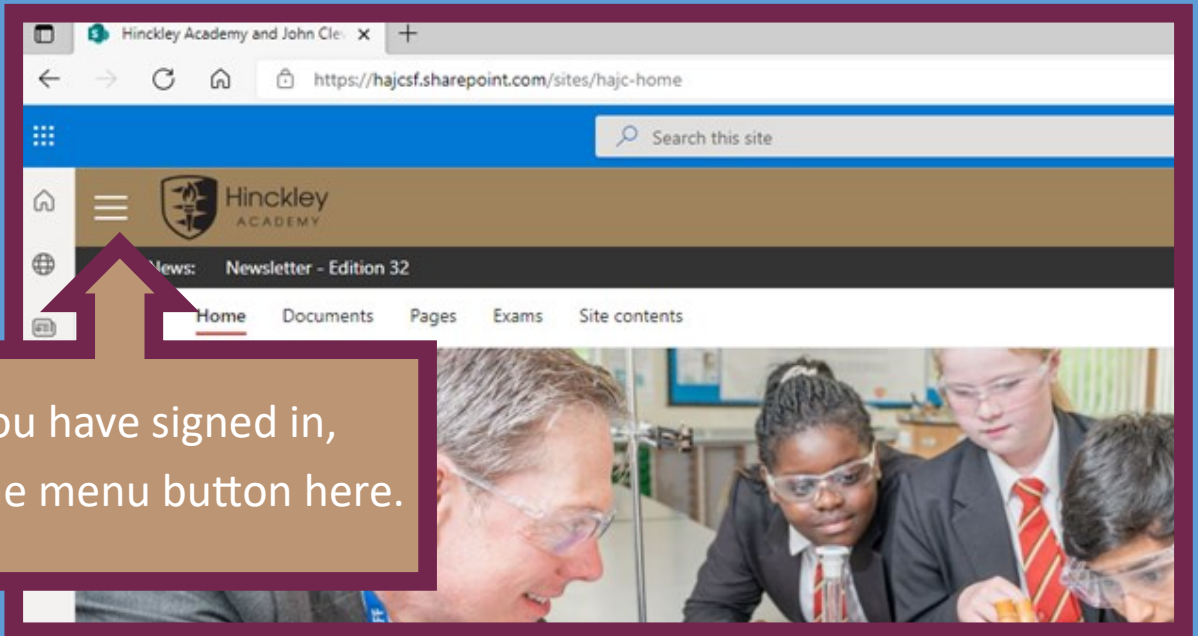 Hinckley Academy and John Cle
https://hajcsf.sharepoint.com/sites/hajc-home
Search this site
Hinckley
ACADEMY
News: Newsletter - Edition 32
Home Documents Pages Exams Site contents
ou have signed in,
e menu button here.
FF